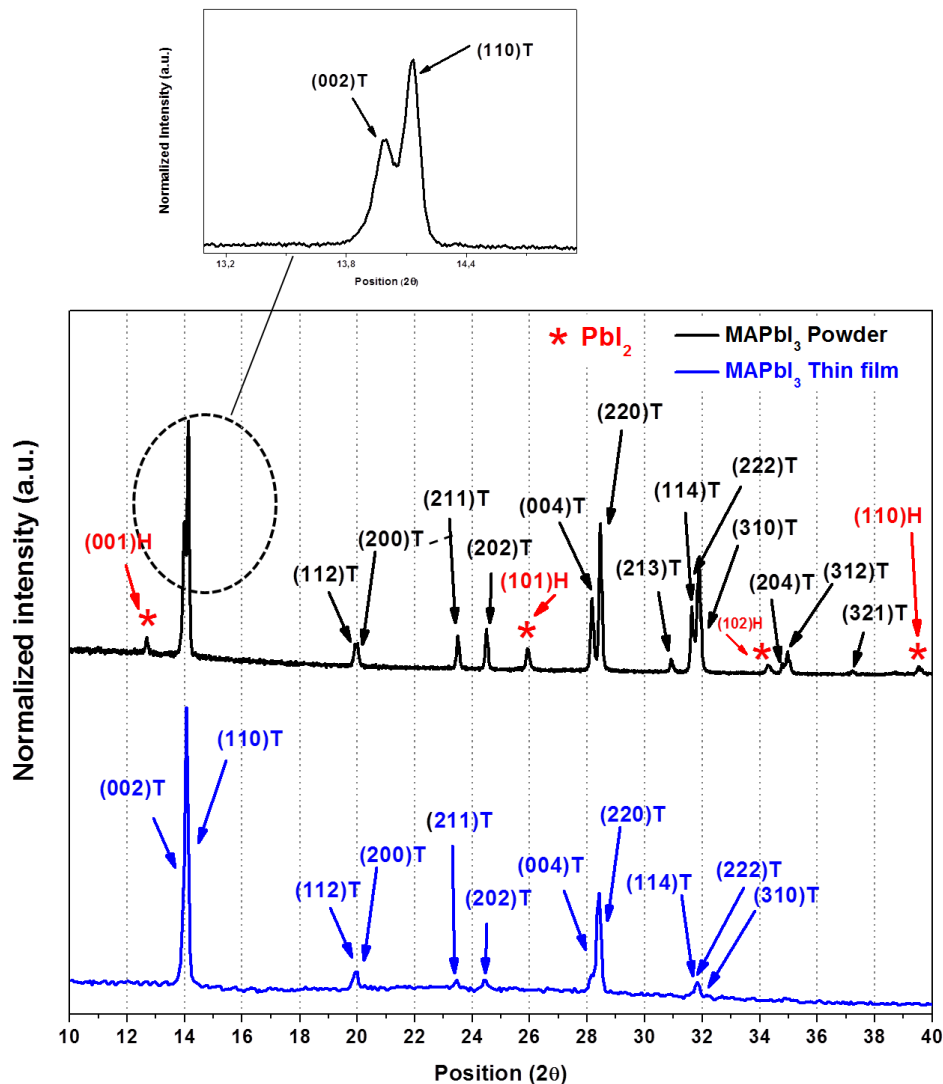 Normalized Intensity (a.u.)
(002)T
(110)T
13,2
13,8
14,4
Position (2θ)
Normalized intensity (a.u.)
* PbI2
MAPbI3 Powder
MAPbI3 Thin film
(001)H
(112)T
(200)T
(211)T
(202)T
(101)H
(004)T
(220)T
(213)T
(114)T
(222)T
(310)T
(102)H
(204)T
(312)T
(321)T
(110)H
*
*
*
*
(002)T
(110)T
(112)T
(200)T
(211)T
(202)T
(004)T
(220)T
(114)T
(222)T
(310)T
10 12 14 16 18 20 22 24 26 28 30 32 34 36 38 40
Position (2θ)